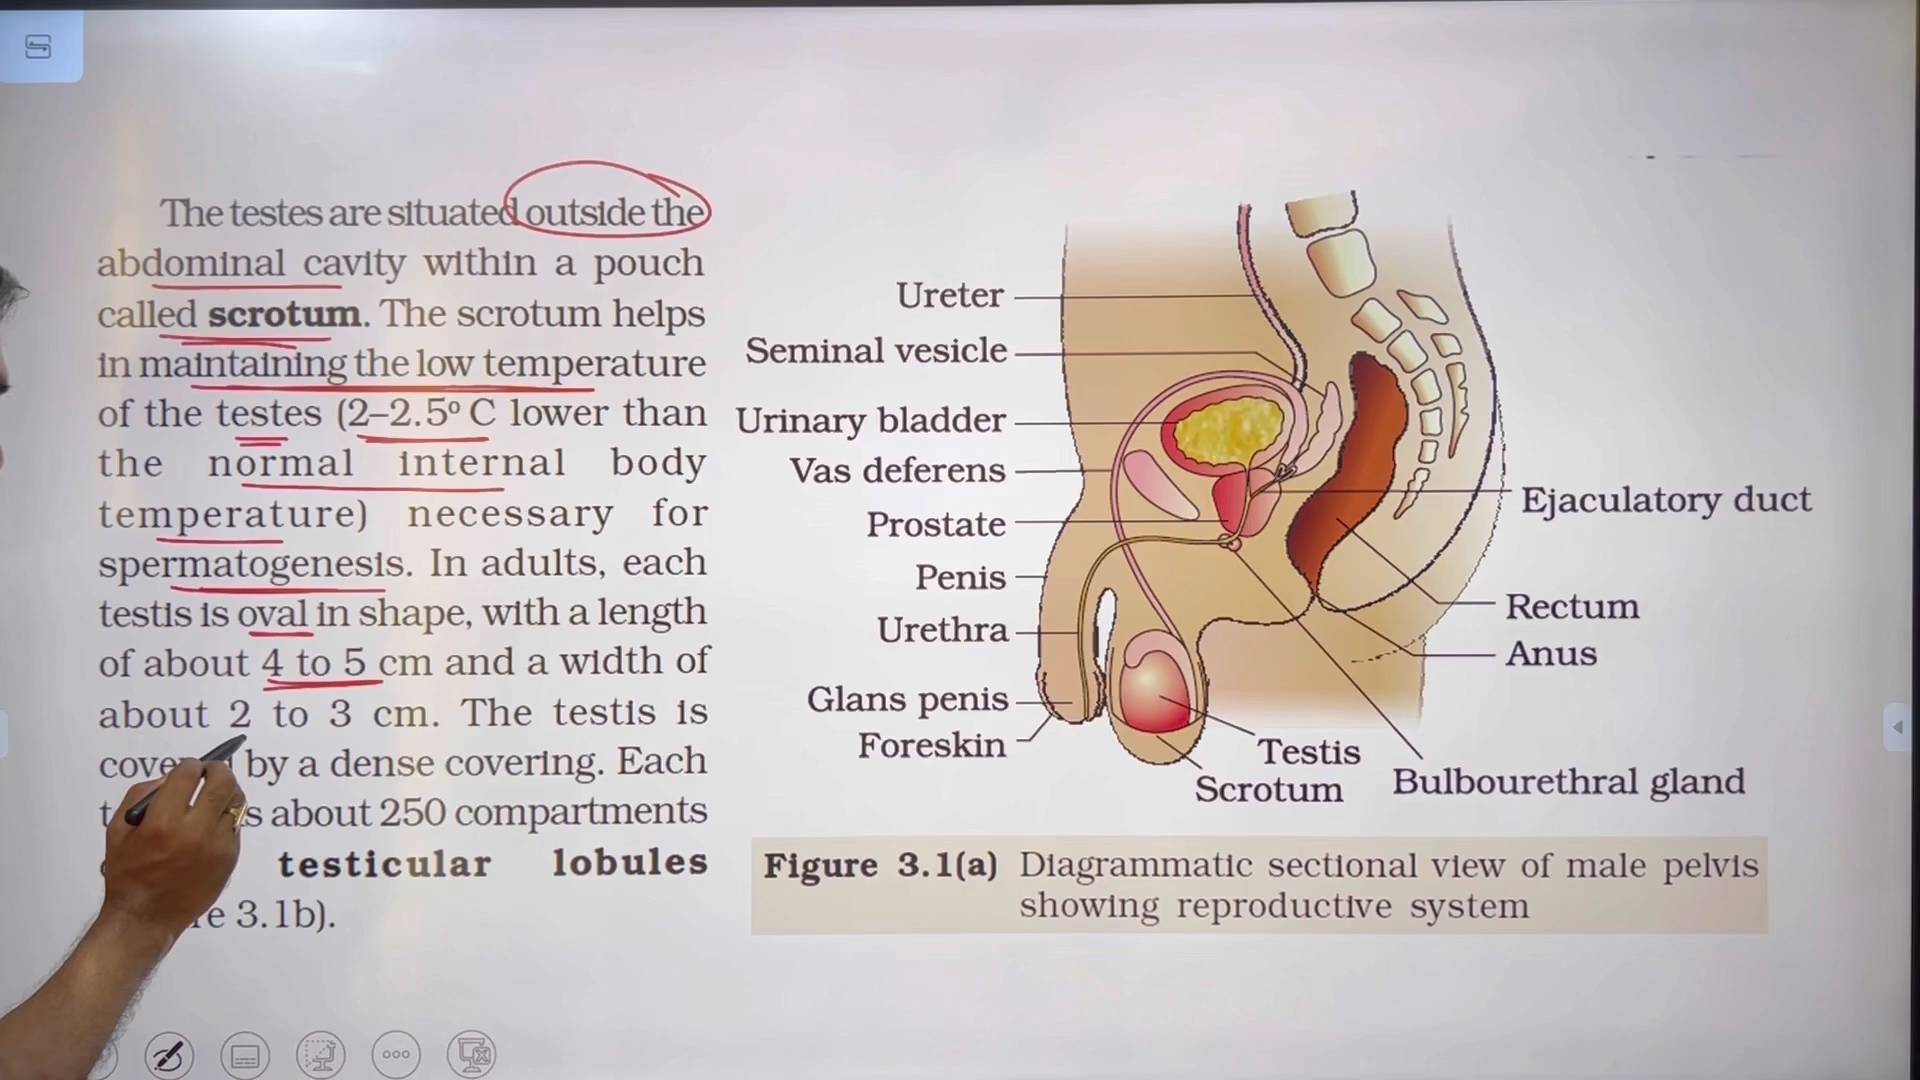 The testes are situated outside the
abdominal cavity within a pouch
called scrotum. The scrotum helps
in maintaining the low temperature
of the testes (2–2.5° C lower than
the normal internal body
temperature) necessary for
spermatogenesis. In adults, each
testis is oval in shape, with a length
of about 4 to 5 cm and a width of
about 2 to 3 cm. The testis is
by a dense covering. Each
about 250 compartments
testicular lobules
3.1b).
Ureter
Seminal vesicle
Urinary bladder
Vas deferens
Prostate
Penis
Urethra
Glans penis
Foreskin
Ejaculatory duct
Rectum
Anus
Testis
Scrotum
Bulbourethral gland
Figure 3.1(a) Diagrammatic sectional view of male pelvis
showing reproductive system